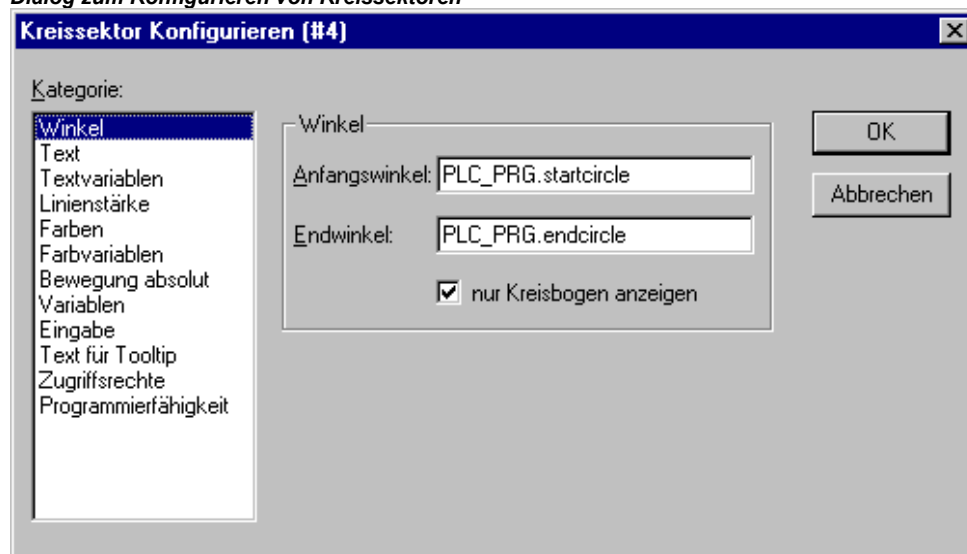 Dialog zum Konfigurieren von Kreissektoren
Kreissektor Konfigurieren (#4)
Kategorie:
Winkel
Text
Textvariablen
Linienstärke
Farben
Farbvariablen
Bewegung absolut
Variablen
Eingabe
Text für Tooltip
Zugriffsrechte
Programmierfähigkeit
Winkel
Anfangswinkel: PLC_PRG.startcircle
Endwinkel: PLC_PRG.endcircle
nur Kreisbogen anzeigen
OK
Abbrechen